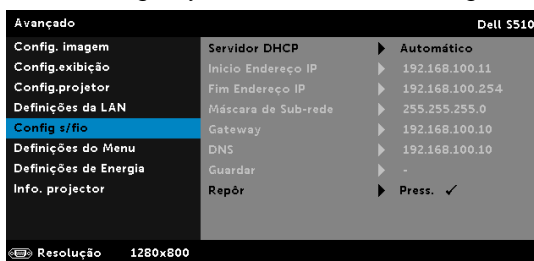 Avançado Dell S510
Config. imagem Servidor DHCP Automático
Config.exibição Inicio Endereço IP 192.168.100.11
Config.projetor Fim Endereço IP 192.168.100.254
Definições da LAN Máscara de Sub-rede 255.255.255.0
Config s/fio Gateway 192.168.100.10
Definições do Menu DNS 192.168.100.10
Definições de Energia Guardar -
Info. projector Repôr Press. ✓
Resolução 1280x800